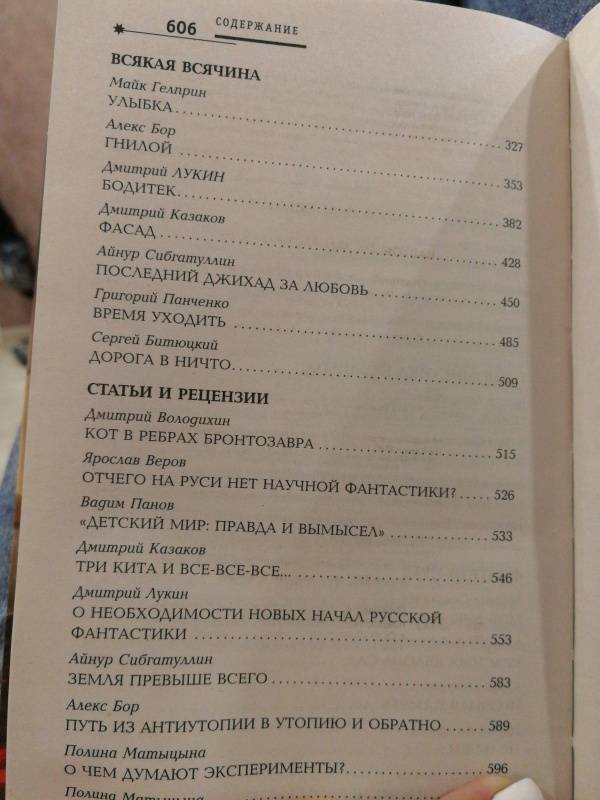 606 СОДЕРЖАНИЕ
ВСЯКАЯ ВСЯЧИНА
Майк Гелприн
УЛЫБКА 327
Алекс Бор
ГНИЛОЙ 353
Дмитрий ЛУКИН
БОДИТЕК 382
Дмитрий Казаков
ФАСАД 428
Айнур Сибгатуллин
ПОСЛЕДНИЙ ДЖИХАД ЗА ЛЮБОВЬ 450
Григорий Панченко
ВРЕМЯ УХОДИТЬ 485
Сергей Битюцкий
ДОРОГА В НИЧТО 509
СТАТЬИ И РЕЦЕНЗИИ
Дмитрий Володихин
КОТ В РЕБРАХ БРОНТОЗАВРА 515
Ярослав Веров
ОТЧЕГО НА РУСИ НЕТ НАУЧНОЙ ФАНТАСТИКИ? 526
Вадим Панов
«ДЕТСКИЙ МИР: ПРАВДА И ВЫМЫСЕЛ» 533
Дмитрий Казаков
ТРИ КИТА И ВСЕ-ВСЕ-ВСЕ... 546
Дмитрий Лукин
О НЕОБХОДИМОСТИ НОВЫХ НАЧАЛ РУССКОЙ
ФАНТАСТИКИ 553
Айнур Сибгатуллин
ЗЕМЛЯ ПРЕВЫШЕ ВСЕГО 583
Алекс Бор
ПУТЬ ИЗ АНТИУТОПИИ В УТОПИЮ И ОБРАТНО 589
Полина Матыцына
О ЧЕМ ДУМАЮТ ЭКСПЕРИМЕНТЫ? 596
Полина Матыцына